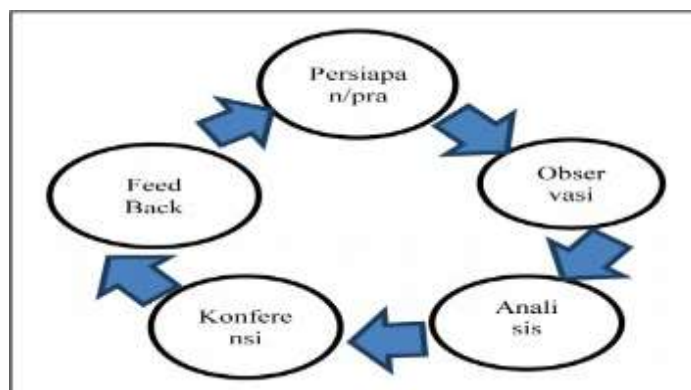 Persiapa
n/pra
Obser
vasi
Anali
sis
Konfere
nsi
Feed
Back